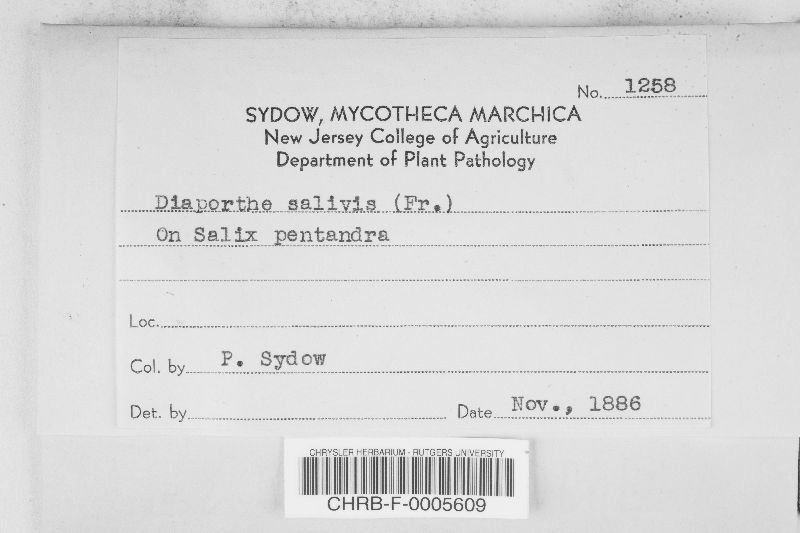 No. 1258
SYDOW, MYCOTHECA MARCHICA
New Jersey College of Agriculture
Department of Plant Pathology
Diaporthe salivis (Fr.)
On Salix pentandra
Loc.
Col. by P. Sydow
Det. by Date Nov., 1886
CHRYSLER HERBARIUM - RUTGERS UNIVERSITY
CHRB-F-0005609